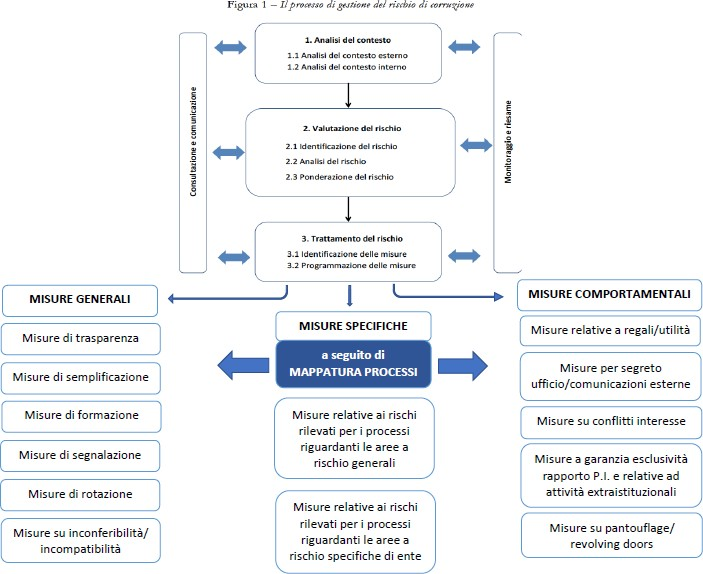 Figura 1 – Il processo di gestione del rischio di corruzione
Consultazione e comunicazione
1. Analisi del contesto
1.1 Analisi del contesto esterno
1.2 Analisi del contesto interno
2. Valutazione del rischio
2.1 Identificazione del rischio
2.2 Analisi del rischio
2.3 Ponderazione del rischio
3. Trattamento del rischio
3.1 Identificazione delle misure
3.2 Programmazione delle misure
Monitoraggio e riesame
MISURE GENERALI
Misure di trasparenza
Misure di semplificazione
Misure di formazione
Misure di segnalazione
Misure di rotazione
Misure su inconferibilità/
incompatibilità
MISURE SPECIFICHE
a seguito di
MAPPATURA PROCESSI
Misure relative ai rischi
rilevati per i processi
riguardanti le aree a
rischio generali
Misure relative ai rischi
rilevati per i processi
riguardanti le aree a
rischio specifiche di ente
MISURE COMPORTAMENTALI
Misure relative a regali/utilità
Misure per segreto
ufficio/comunicazioni esterne
Misure su conflitti interesse
Misure a garanzia esclusività
rapporto P.I. e relative ad
attività extraistituzionali
Misure su pantouflage/
revolving doors